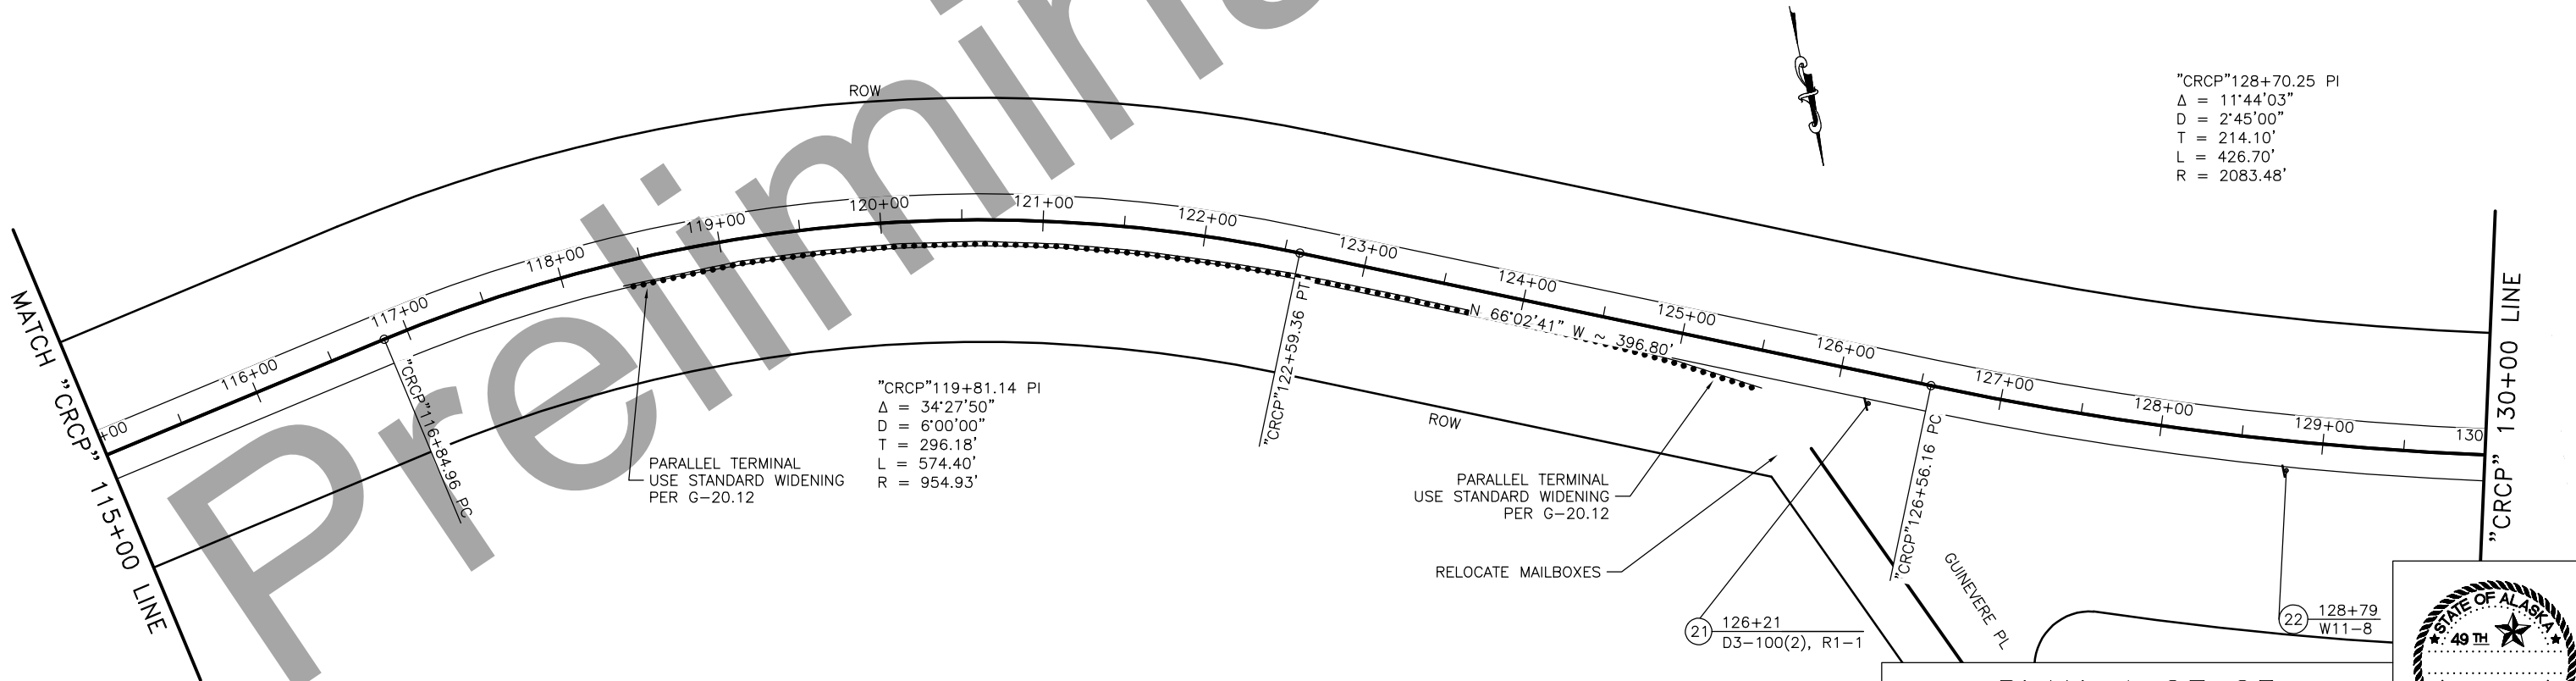 Preliminary
ROW
"CRCP"128+70.25 PI
Δ = 11°44'03"
D = 2°45'00"
T = 214.10'
L = 426.70'
R = 2083.48'
MATCH "CRCP" 115+00 LINE
+00
116+00
117+00
118+00
119+00
120+00
121+00
122+00
123+00
124+00
125+00
126+00
127+00
128+00
129+00
130
"CRCP" 130+00 LINE
"CRCP"116+84.96 PC
"CRCP"122+59.36 PT
N 66°02'41" W ~ 396.80'
"CRCP"126+56.16 PC
"CRCP"119+81.14 PI
Δ = 34°27'50"
D = 6°00'00"
T = 296.18'
L = 574.40'
R = 954.93'
PARALLEL TERMINAL
USE STANDARD WIDENING
PER G-20.12
ROW
PARALLEL TERMINAL
USE STANDARD WIDENING
PER G-20.12
RELOCATE MAILBOXES
GUINEVERE PL
21
126+21
D3-100(2), R1-1
22
128+79
W11-8
STATE OF ALASKA
49 TH